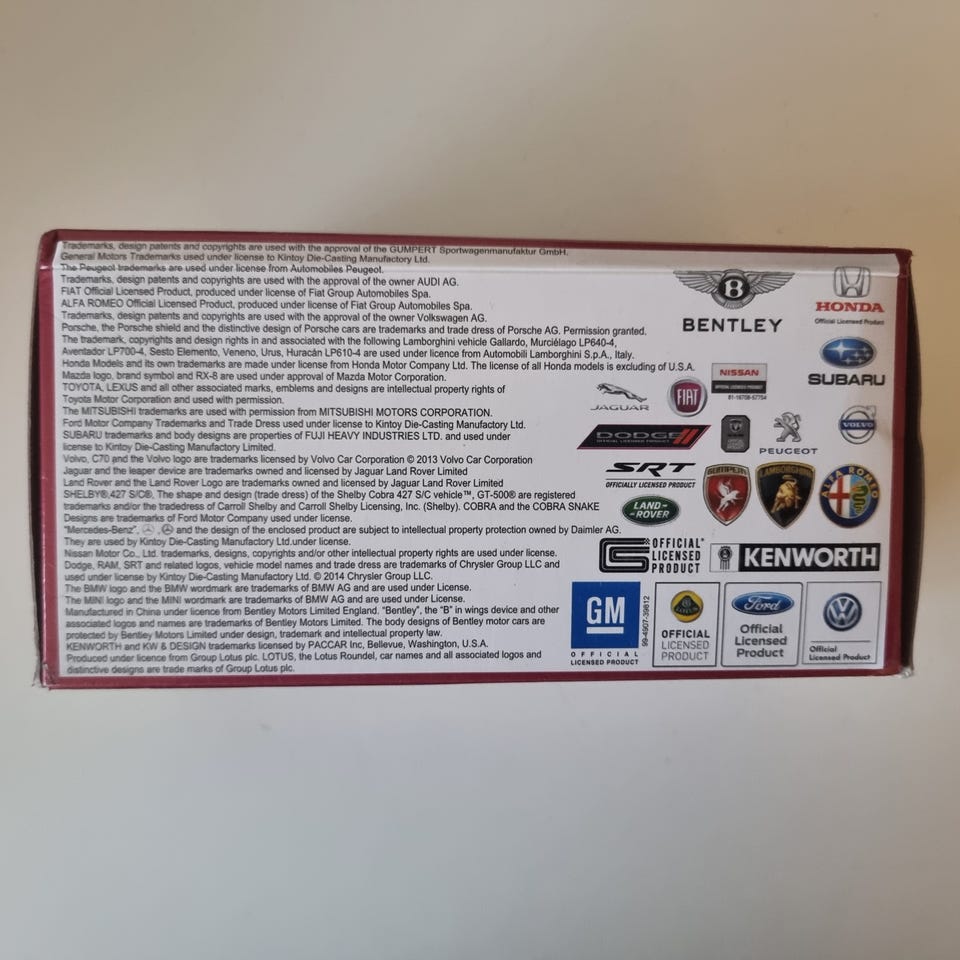 Trademarks, design patents and copyrights are used with the approval of the GUMPERT Sportwagenmanufaktur GmbH.
General Motors Trademarks used under license to Kintoy Die-Casting Manufactory Ltd.
The Peugeot trademarks are used under license from Automobiles Peugeot.
Trademarks, design patents and copyrights are used with the approval of the owner AUDI AG.
FIAT Official Licensed Product, produced under license of Fiat Group Automobiles Spa.
ALFA ROMEO Official Licensed Product, produced under license of Fiat Group Automobiles Spa.
Trademarks, design patents and copyrights are used with the approval of the owner Volkswagen AG.
Porsche, the Porsche shield and the distinctive design of Porsche cars are trademarks and trade dress of Porsche AG. Permission granted.
The trademark, copyrights and design rights in and associated with the following Lamborghini vehicle Gallardo, Murciélago LP640-4,
Aventador LP700-4, Sesto Elemento, Veneno, Urus, Huracán LP610-4 are used under licence from Automobili Lamborghini S.p.A., Italy.
Honda Models and its own trademarks are made under license from Honda Motor Company Ltd. The license of all Honda models is excluding of U.S.A.
Mazda logo, brand symbol and RX-8 are used under approval of Mazda Motor Corporation.
TOYOTA, LEXUS and all other associated marks, emblems and designs are intellectual property rights of
Toyota Motor Corporation and used with permission.
The MITSUBISHI trademarks are used with permission from MITSUBISHI MOTORS CORPORATION.
Ford Motor Company Trademarks and Trade Dress used under license to Kintoy Die-Casting Manufactory Ltd.
SUBARU trademarks and body designs are properties of FUJI HEAVY INDUSTRIES LTD. and used under
license to Kintoy Die-Casting Manufactory Limited.
Volvo, C70 and the Volvo logo are trademarks licensed by Volvo Car Corporation © 2013 Volvo Car Corporation
Jaguar and the leaper device are trademarks owned and licensed by Jaguar Land Rover Limited
Land Rover and the Land Rover Logo are trademarks owned and licensed by Jaguar Land Rover Limited
SHELBY®,427 S/C®, The shape and design (trade dress) of the Shelby Cobra 427 S/C vehicle™, GT-500® are registered
trademarks and/or the tradedress of Carroll Shelby and Carroll Shelby Licensing, Inc. (Shelby). COBRA and the COBRA SNAKE
Designs are trademarks of Ford Motor Company used under license.
"Mercedes-Benz", , and the design of the enclosed product are subject to intellectual property protection owned by Daimler AG.
They are used by Kintoy Die-Casting Manufactory Ltd.under license.
Nissan Motor Co., Ltd. trademarks, designs, copyrights and/or other intellectual property rights are used under license.
Dodge, RAM, SRT and related logos, vehicle model names and trade dress are trademarks of Chrysler Group LLC and
used under license by Kintoy Die-Casting Manufactory Ltd. © 2014 Chrysler Group LLC.
The BMW logo and the BMW wordmark are trademarks of BMW AG and are used under License.
The MINI logo and the MINI wordmark are trademarks of BMW AG and are used under License.
Manufactured in China under licence from Bentley Motors Limited England. "Bentley", the "B" in wings device and other
associated logos and names are trademarks of Bentley Motors Limited. The body designs of Bentley motor cars are
protected by Bentley Motors Limited under design, trademark and intellectual property law.
KENWORTH and KW & DESIGN trademarks licensed by PACCAR Inc, Bellevue, Washington, U.S.A.
Produced under license from Group Lotus plc. LOTUS, the Lotus Roundel, car names and all associated logos and
distinctive designs are trade marks of Group Lotus plc.
B
BENTLEY
HONDA
Official Licensed Product
SUBARU
JAGUAR
FIAT
NISSAN
OFFICIAL LICENSED PRODUCT
81-16708-57754
DODGE
OFFICIAL LICENSED PRODUCT
PEUGEOT
VOLVO
SRT
OFFICIALLY LICENSED PRODUCT
GUMPERT
LAMBORGHINI
ALFA ROMEO
LAND-
-ROVER
OFFICIAL
LICENSED
PRODUCT
KENWORTH
GM
OFFICIAL
LICENSED PRODUCT
99-4907-39812
LOTUS
OFFICIAL
LICENSED
PRODUCT
Ford
Official
Licensed
Product
Official
Licensed Product